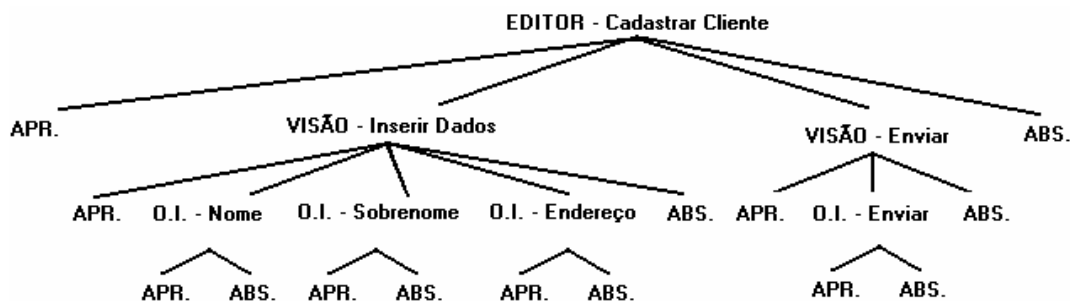 EDITOR - Cadastrar Cliente
APR. VISÃO - Inserir Dados VISÃO - Enviar ABS.
APR. O.I. - Nome O.I. - Sobrenome O.I. - Endereço ABS. APR. O.I. - Enviar ABS.
APR. ABS. APR. ABS. APR. ABS. APR. ABS.